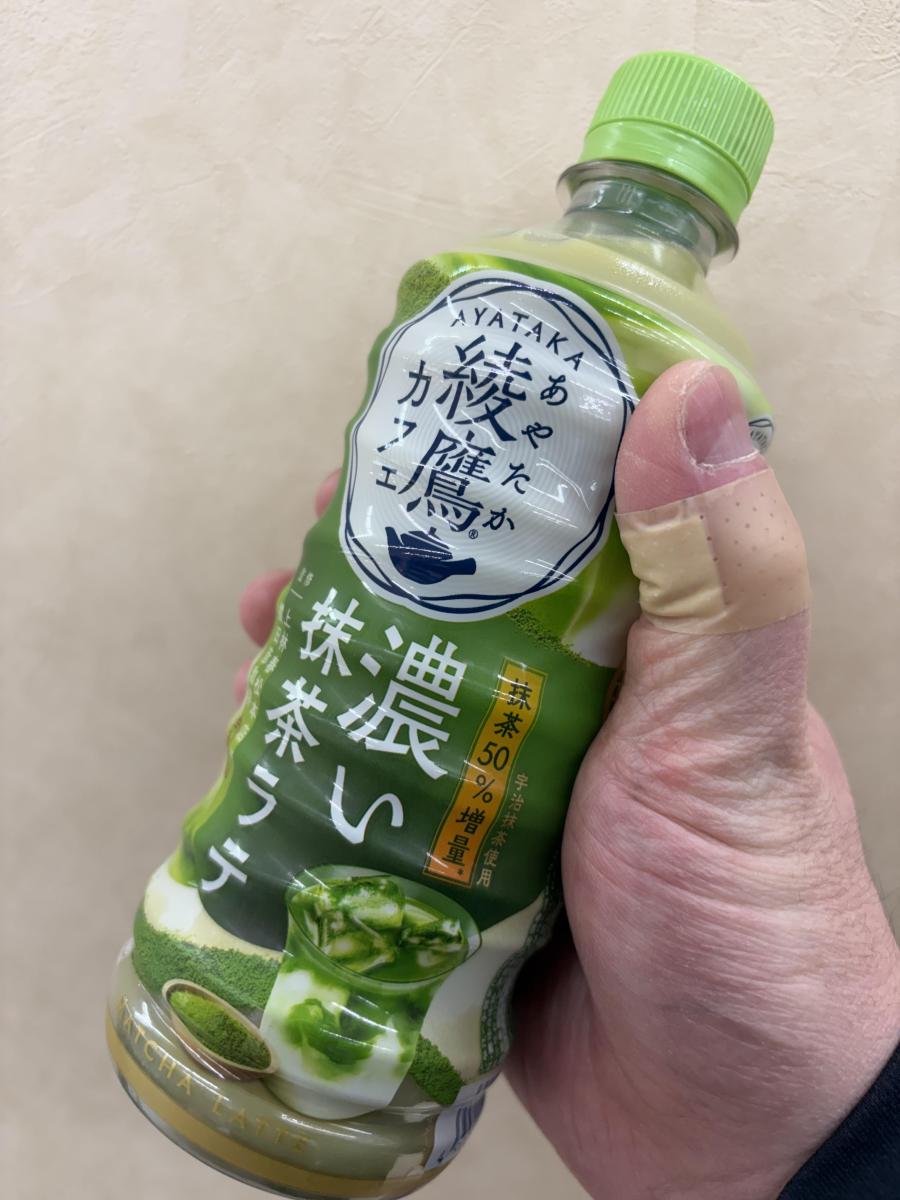 AYATAKA
あやたか
綾鷹®
カフェ
濃い
抹茶ラテ
抹茶50%増量*
宇治抹茶使用
MATCHA LATTE